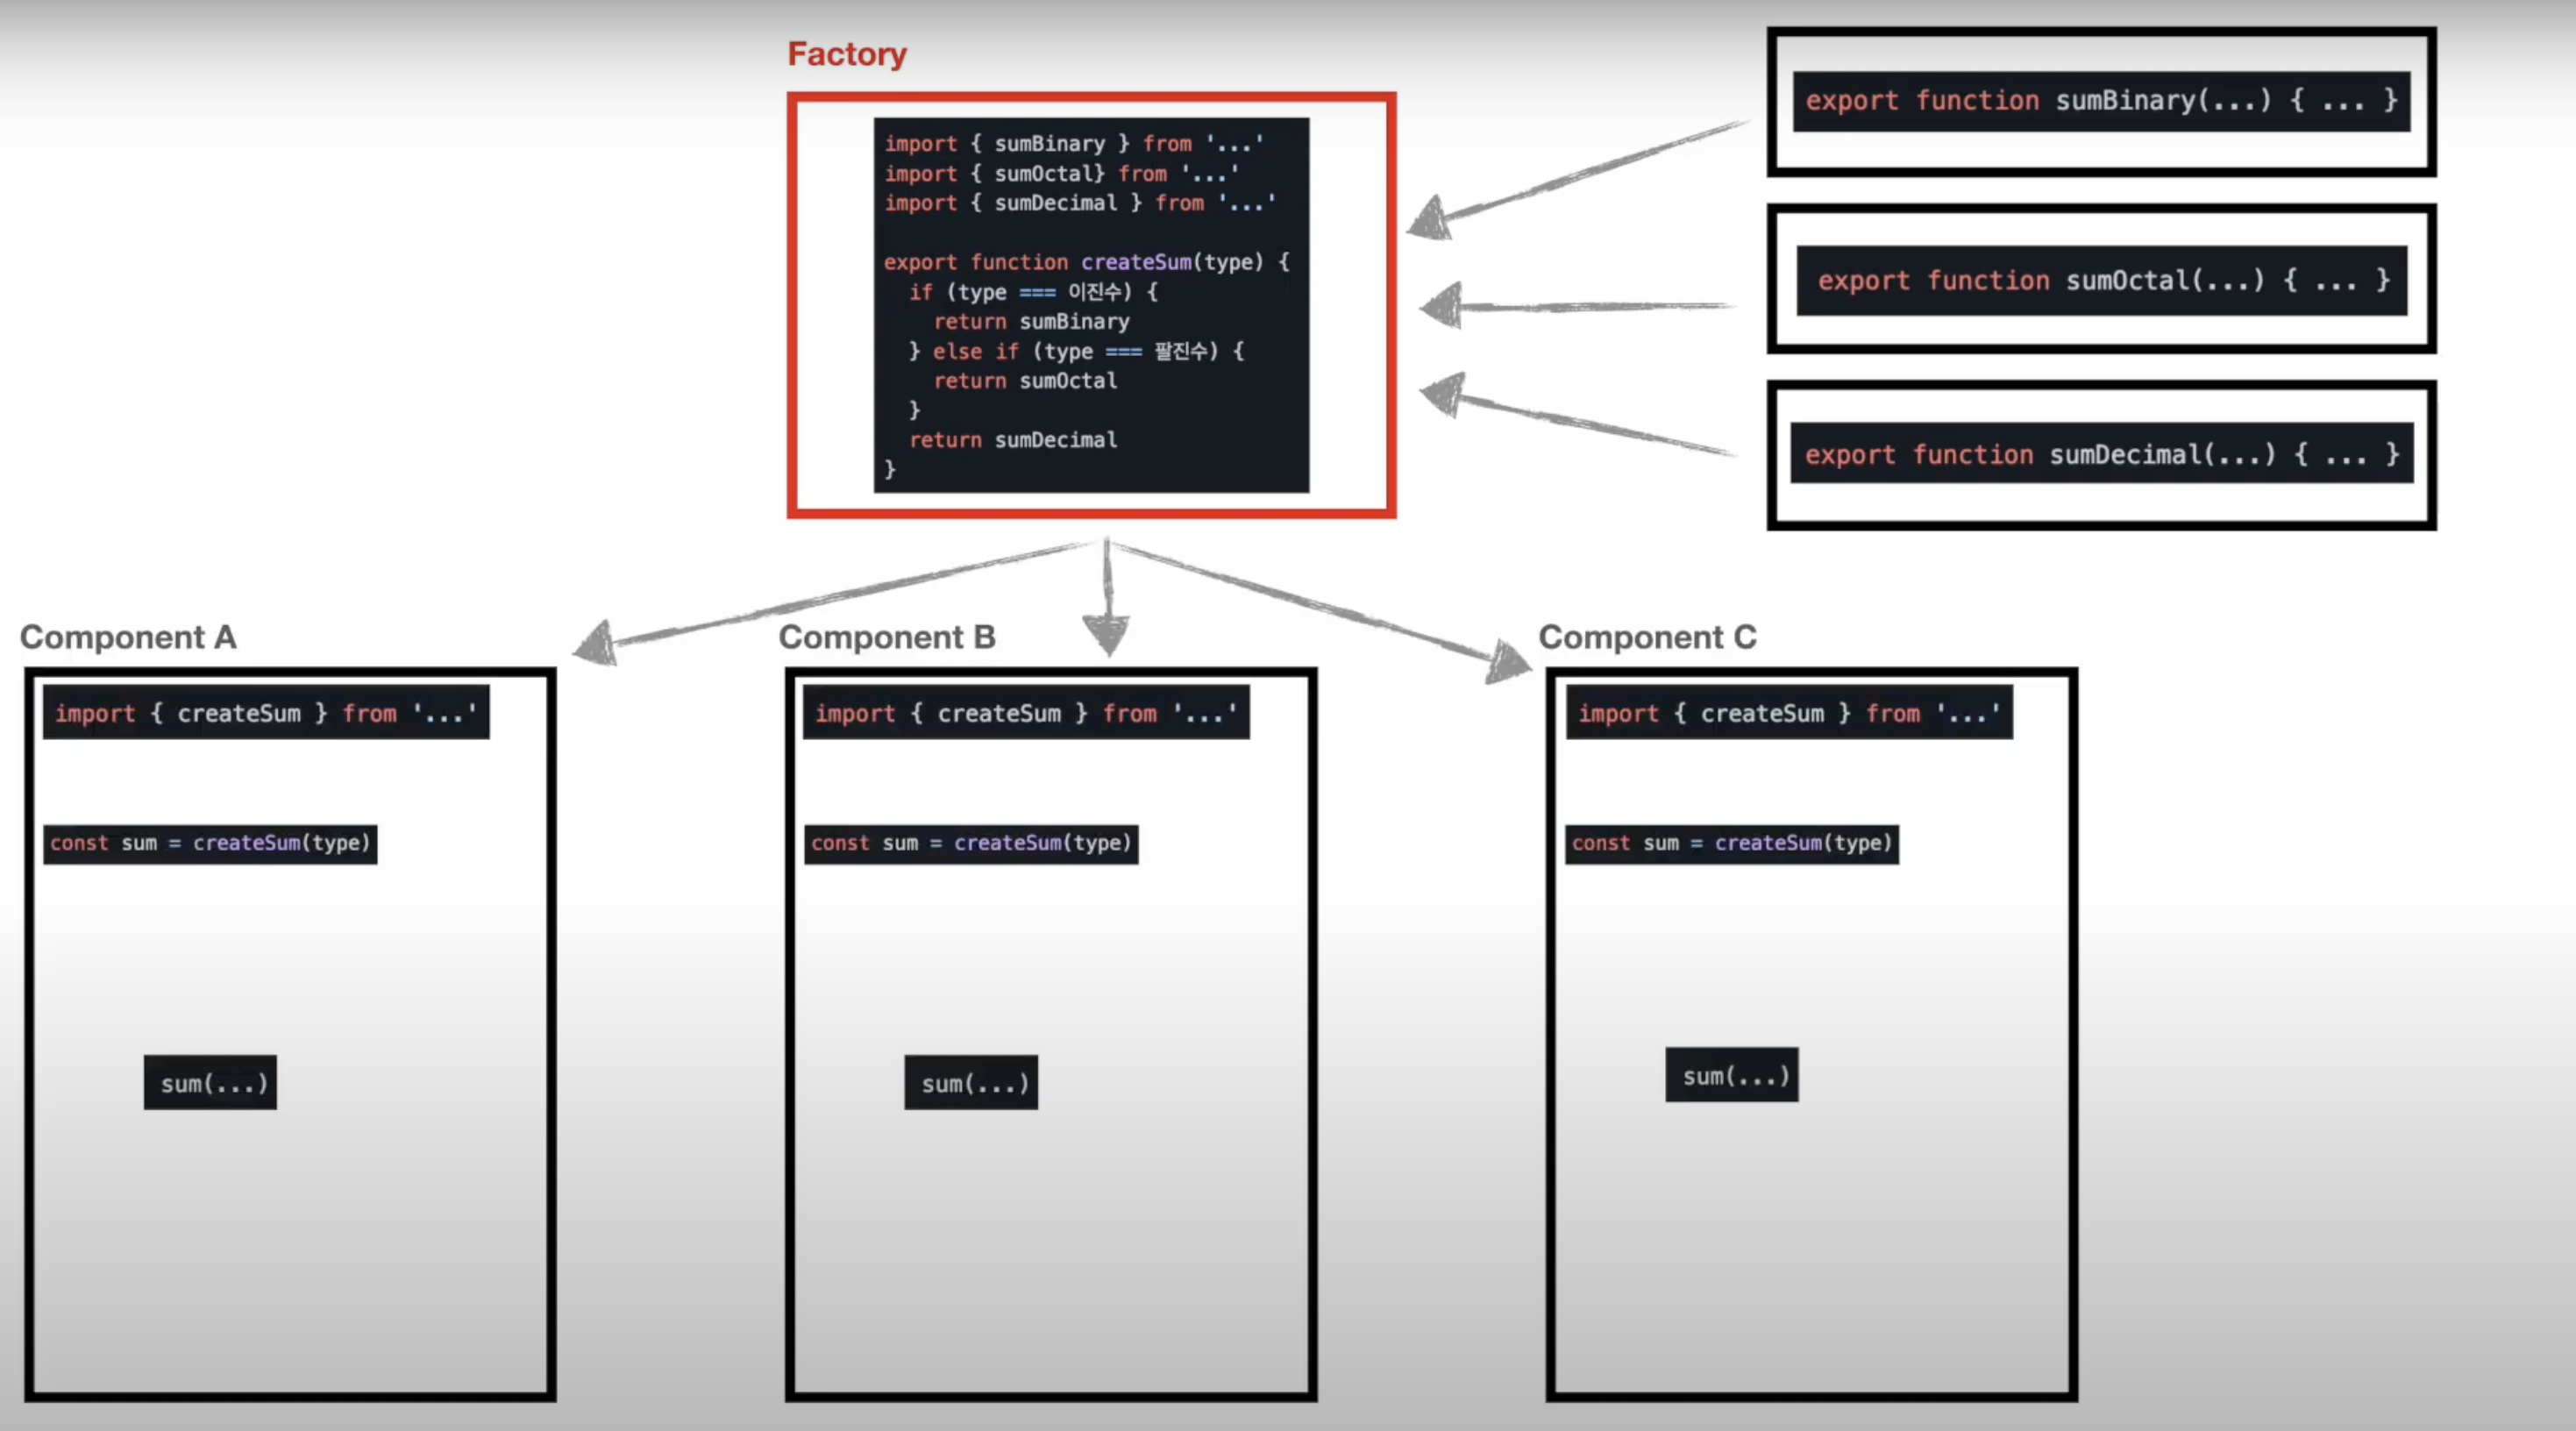 Factory
import { sumBinary } from '...'
import { sumOctal} from '...'
import { sumDecimal } from '...'
export function createSum(type) {
if (type === 이진수) {
return sumBinary
} else if (type === 팔진수) {
return sumOctal
}
return sumDecimal
}
export function sumBinary(...) { ... }
export function sumOctal(...) { ... }
export function sumDecimal(...) { ... }
Component A
import { createSum } from '...'
const sum = createSum(type)
sum(...)
Component B
import { createSum } from '...'
const sum = createSum(type)
sum(...)
Component C
import { createSum } from '...'
const sum = createSum(type)
sum(...)